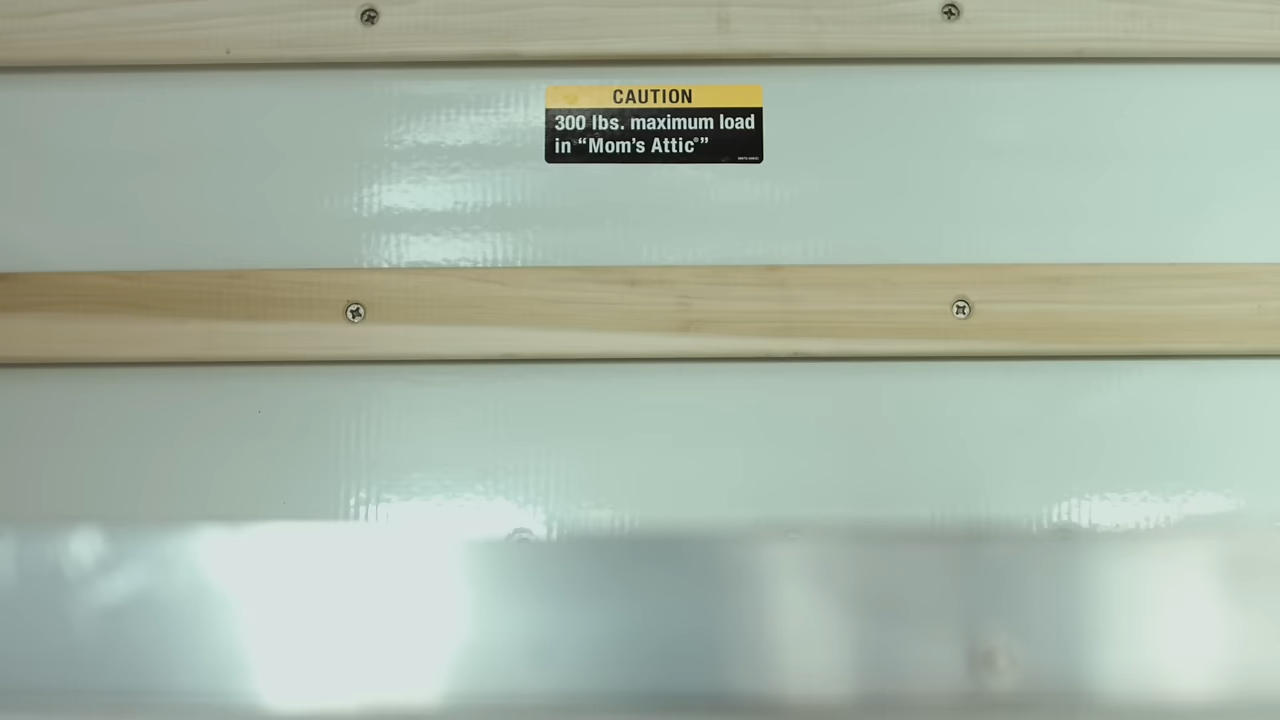 CAUTION
300 lbs. maximum load
in “Mom's Attic®”